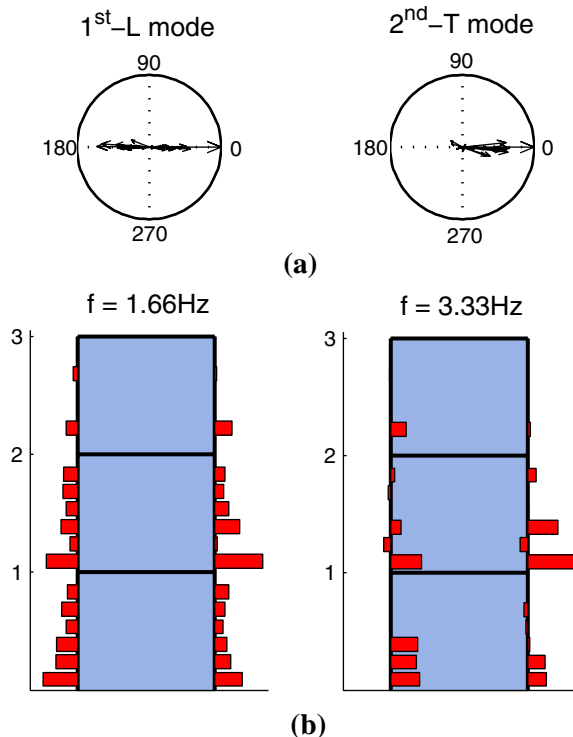 1st–L mode
2nd–T mode
90
90
180
0
180
0
270
270
(a)
f = 1.66Hz
f = 3.33Hz
3
3
2
2
1
1
(b)